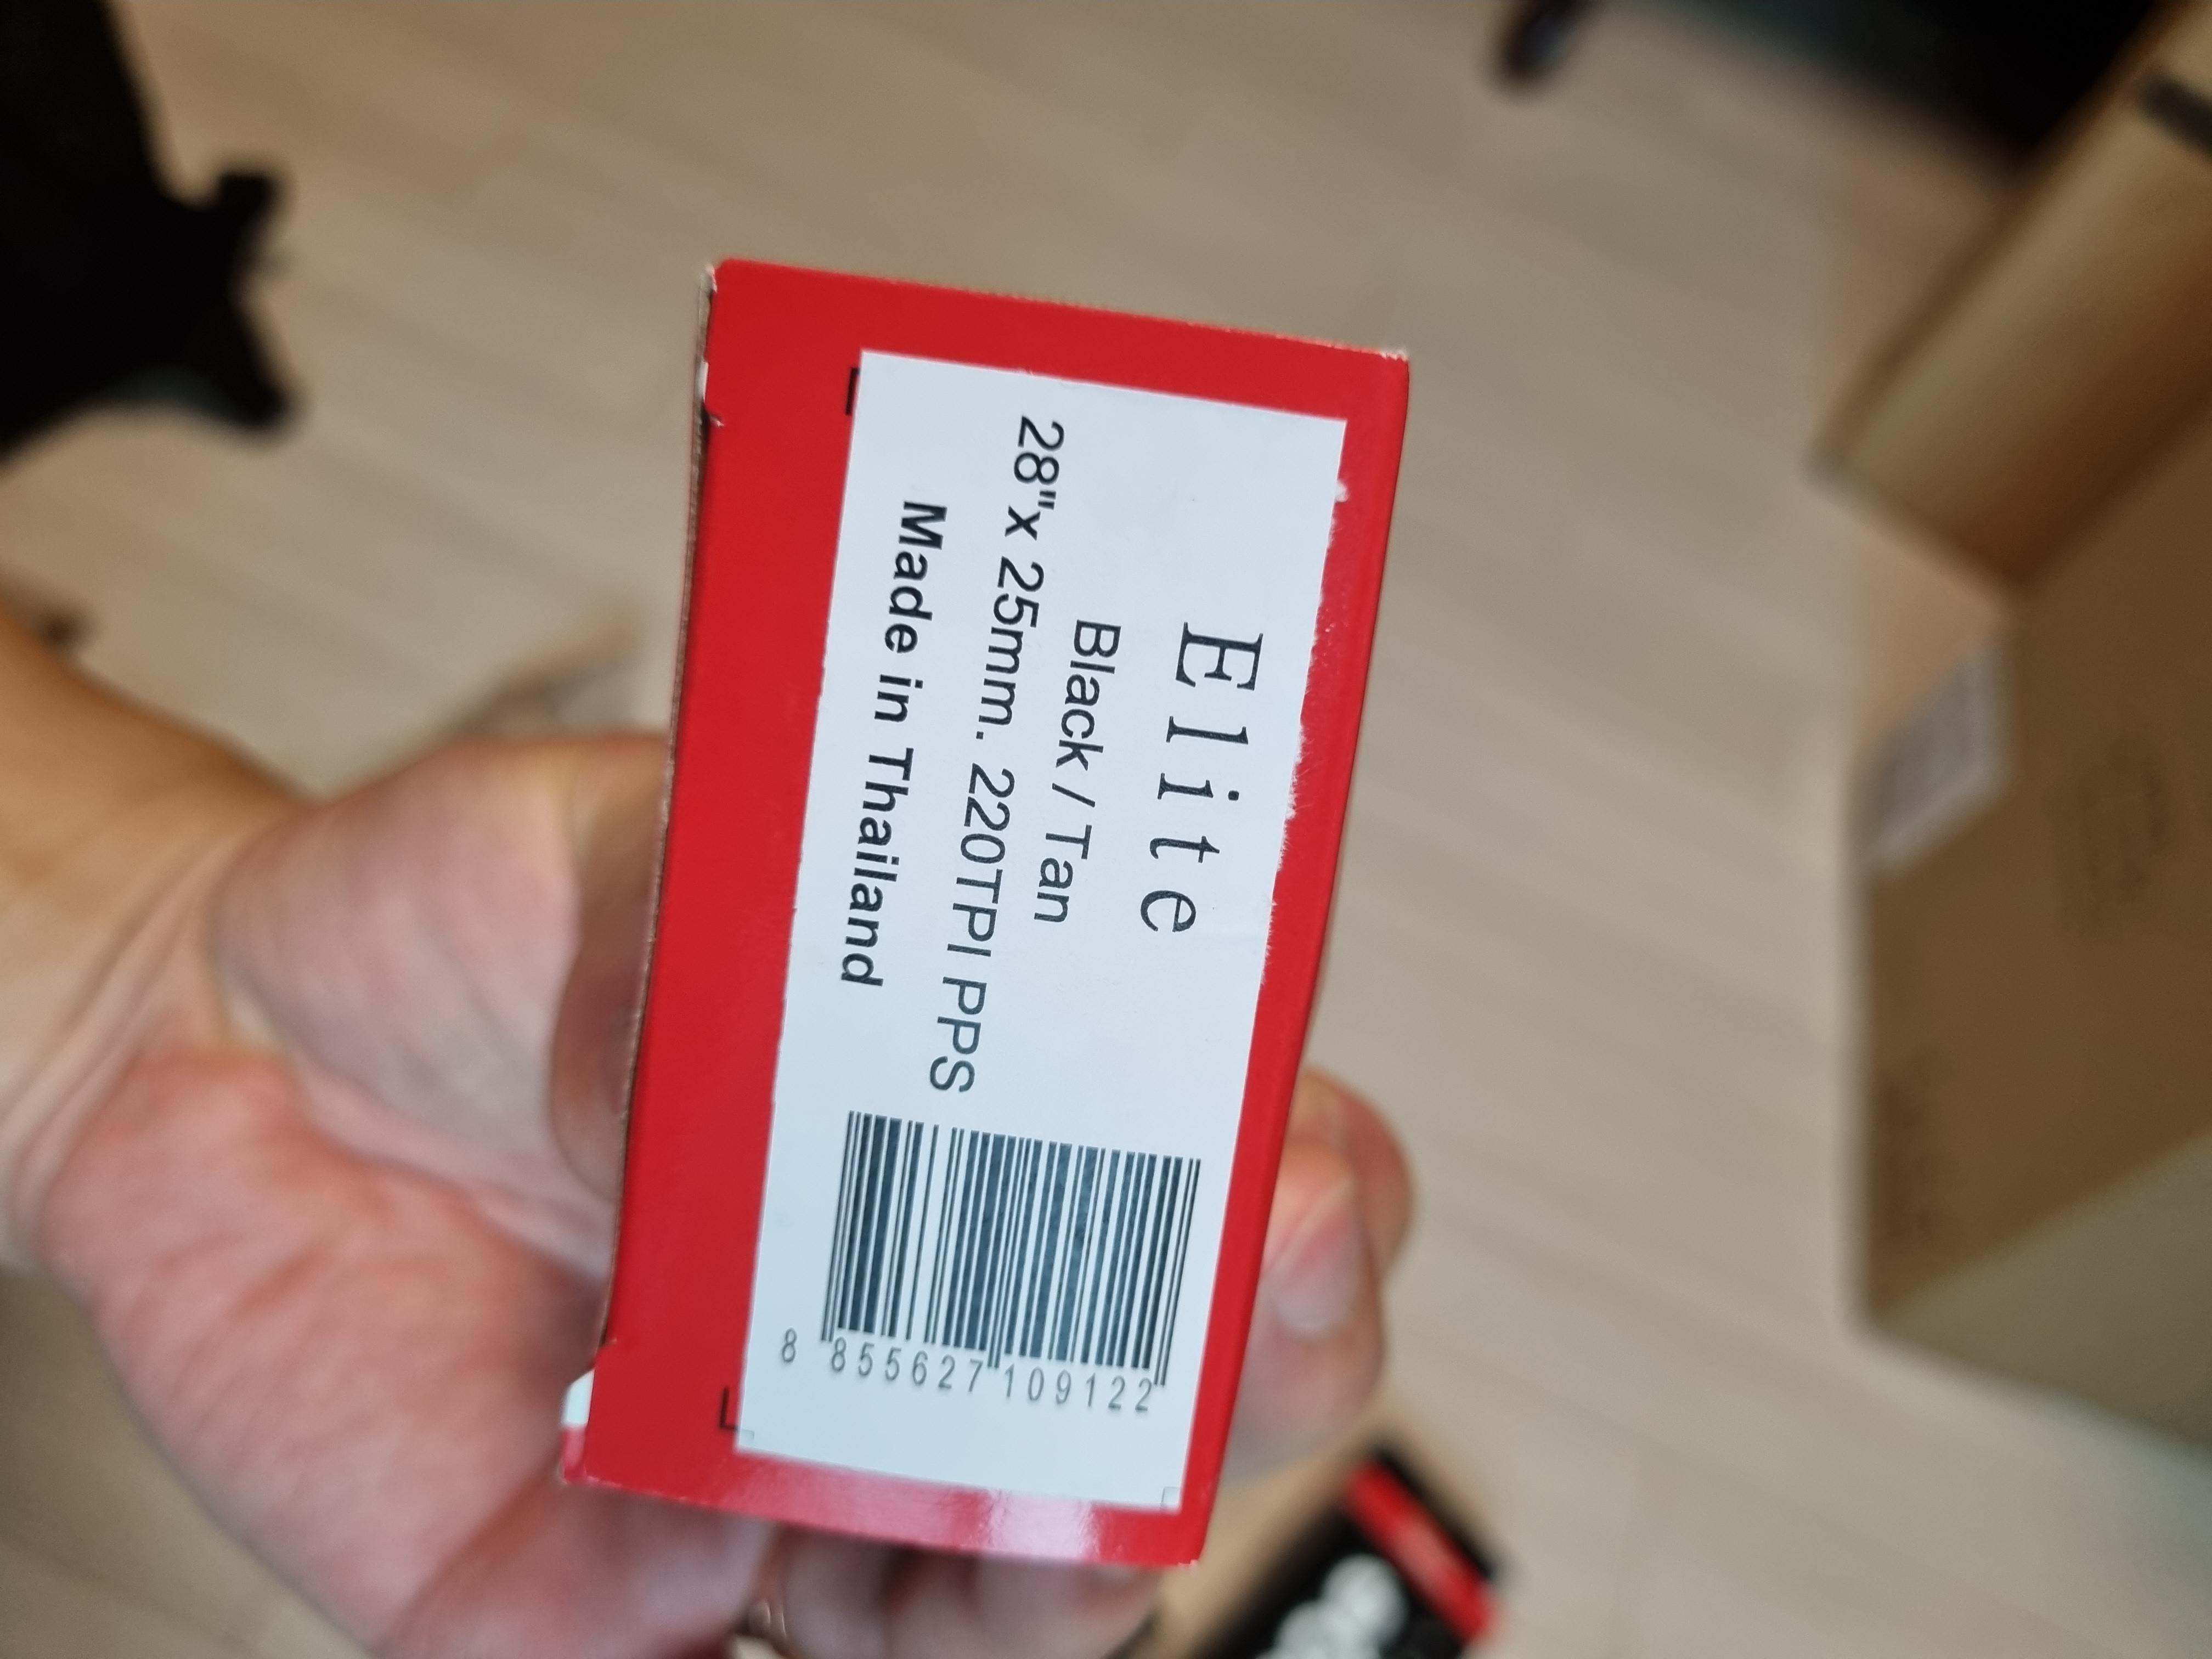 Elite
Black / Tan
28"x 25mm. 220TPI PPS
Made in Thailand
8 855627 109122